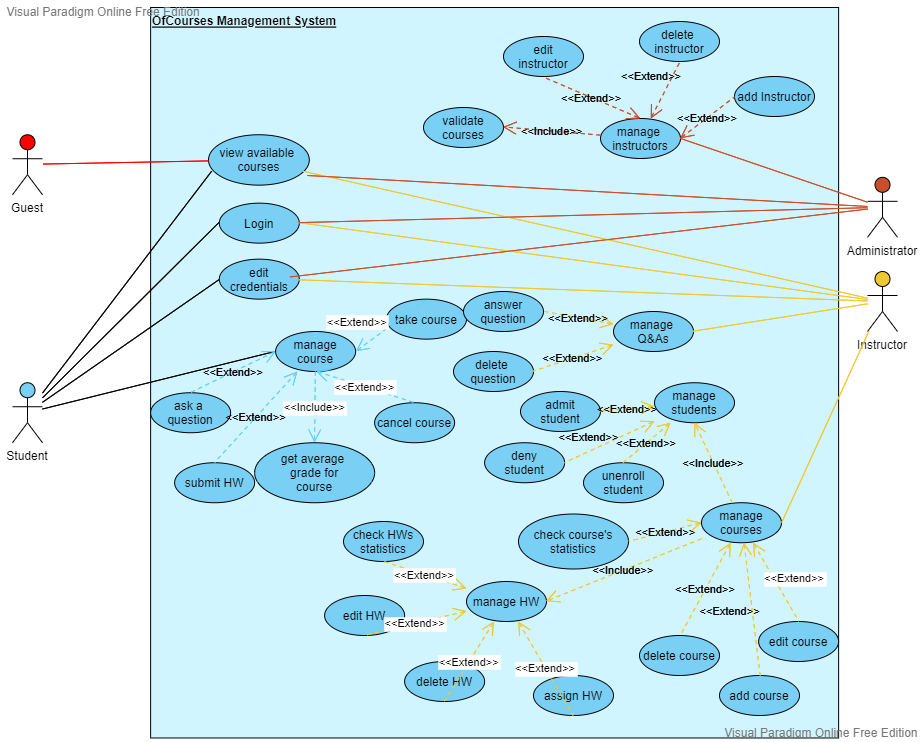 Visual Paradigm Online Free Edition
OfCourses Management System
edit
instructor
delete
instructor
<<Extend>>
<<Extend>>
add Instructor
<<Extend>>
validate
courses
<<Include>>
manage
instructors
view available
courses
Guest
Login
Administrator
edit
credentials
answer
question
<<Extend>>
take course
<<Extend>>
manage
Q&As
Instructor
manage
course
<<Extend>>
delete
question
<<Extend>>
<<Extend>>
manage
students
ask a
question
<<Extend>>
<<Include>>
cancel course
admit
student
<<Extend>>
<<Extend>>
<<Extend>>
Student
get average
grade for
course
deny
student
<<Include>>
submit HW
unenroll
student
manage
courses
check HWs
statistics
check course's
statistics
<<Extend>>
<<Extend>>
<<Include>>
<<Extend>>
<<Extend>>
manage HW
<<Extend>>
edit HW
<<Extend>>
edit course
delete course
<<Extend>>
<<Extend>>
delete HW
assign HW
add course
Visual Paradigm Online Free Edition